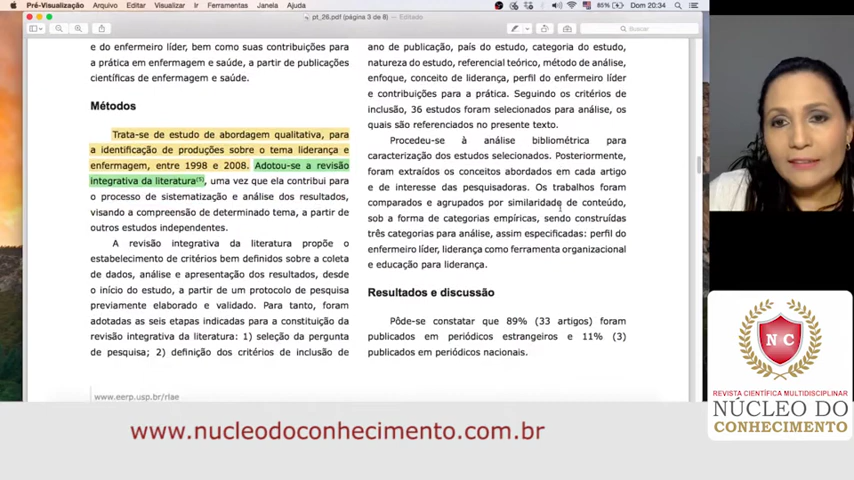 Pré-Visualização Arquivo Editar Visualizar Ir Ferramentas Janela Ajuda
85% Dom 20:34
pt_26.pdf (página 3 de 8) — Editado
Buscar
e do enfermeiro líder, bem como suas contribuições para
a prática em enfermagem e saúde, a partir de publicações
científicas de enfermagem e saúde.
Métodos
Trata-se de estudo de abordagem qualitativa, para
a identificação de produções sobre o tema liderança e
enfermagem, entre 1998 e 2008. Adotou-se a revisão
integrativa da literatura(5), uma vez que ela contribui para
o processo de sistematização e análise dos resultados,
visando a compreensão de determinado tema, a partir de
outros estudos independentes.
A revisão integrativa da literatura propõe o
estabelecimento de critérios bem definidos sobre a coleta
de dados, análise e apresentação dos resultados, desde
o início do estudo, a partir de um protocolo de pesquisa
previamente elaborado e validado. Para tanto, foram
adotadas as seis etapas indicadas para a constituição da
revisão integrativa da literatura: 1) seleção da pergunta
de pesquisa; 2) definição dos critérios de inclusão de
www.eerp.usp.br/rlae
ano de publicação, país do estudo, categoria do estudo,
natureza do estudo, referencial teórico, método de análise,
enfoque, conceito de liderança, perfil do enfermeiro líder
e contribuições para a prática. Seguindo os critérios de
inclusão, 36 estudos foram selecionados para análise, os
quais são referenciados no presente texto.
Procedeu-se à análise bibliométrica para
caracterização dos estudos selecionados. Posteriormente,
foram extraídos os conceitos abordados em cada artigo
e de interesse das pesquisadoras. Os trabalhos foram
comparados e agrupados por similaridade de conteúdo,
sob a forma de categorias empíricas, sendo construídas
três categorias para análise, assim especificadas: perfil do
enfermeiro líder, liderança como ferramenta organizacional
e educação para liderança.
Resultados e discussão
Pôde-se constatar que 89% (33 artigos) foram
publicados em periódicos estrangeiros e 11% (3)
publicados em periódicos nacionais.
N C
REVISTA CIENTÍFICA MULTIDISCIPLINAR
NÚCLEO DO
CONHECIMENTO
www.nucleodoconhecimento.com.br